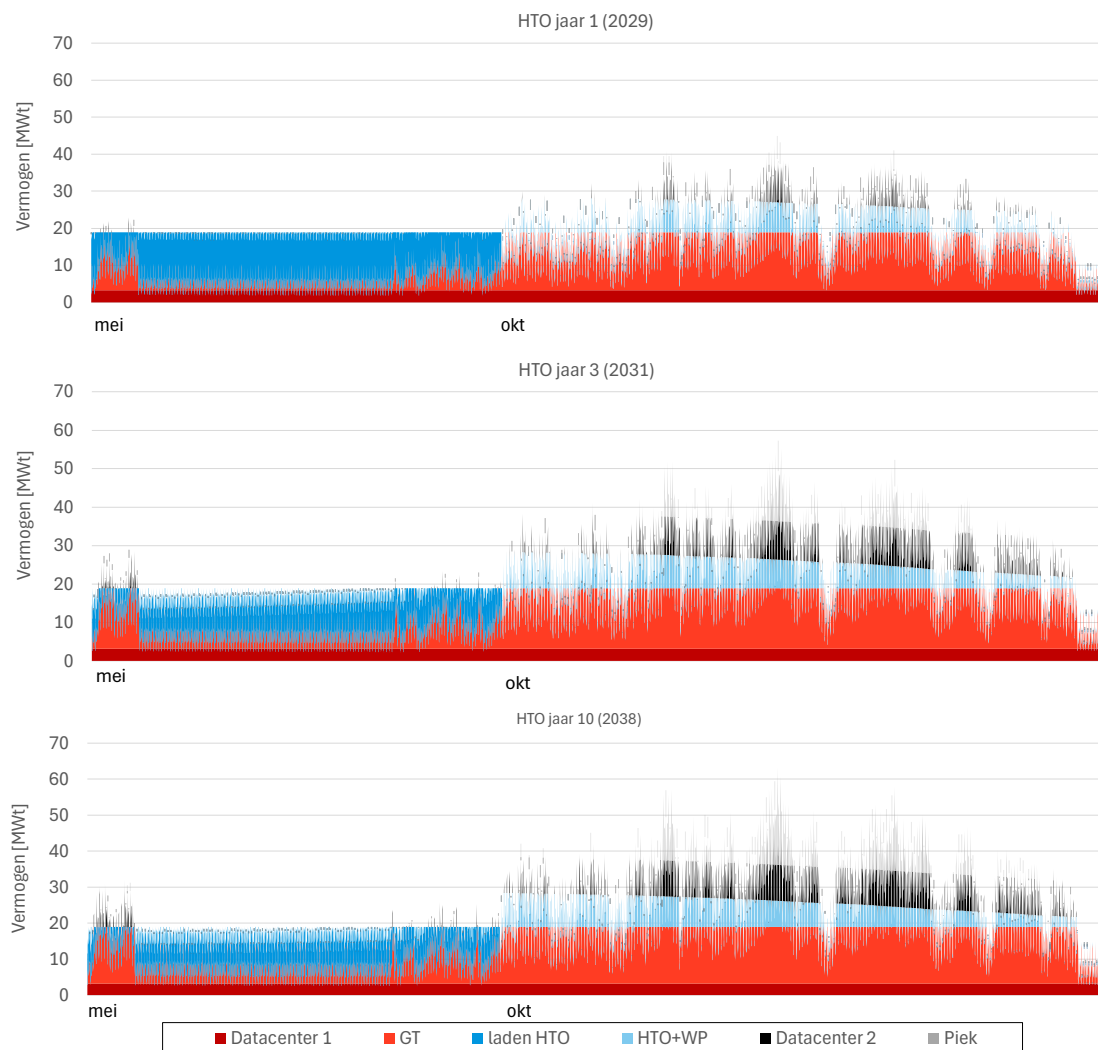 HTO jaar 1 (2029)
Vermogen [MWt]
70
60
50
40
30
20
10
0
mei okt
HTO jaar 3 (2031)
Vermogen [MWt]
70
60
50
40
30
20
10
0
mei okt
HTO jaar 10 (2038)
Vermogen [MWt]
70
60
50
40
30
20
10
0
mei okt
Datacenter 1 GT laden HTO HTO+WP Datacenter 2 Piek